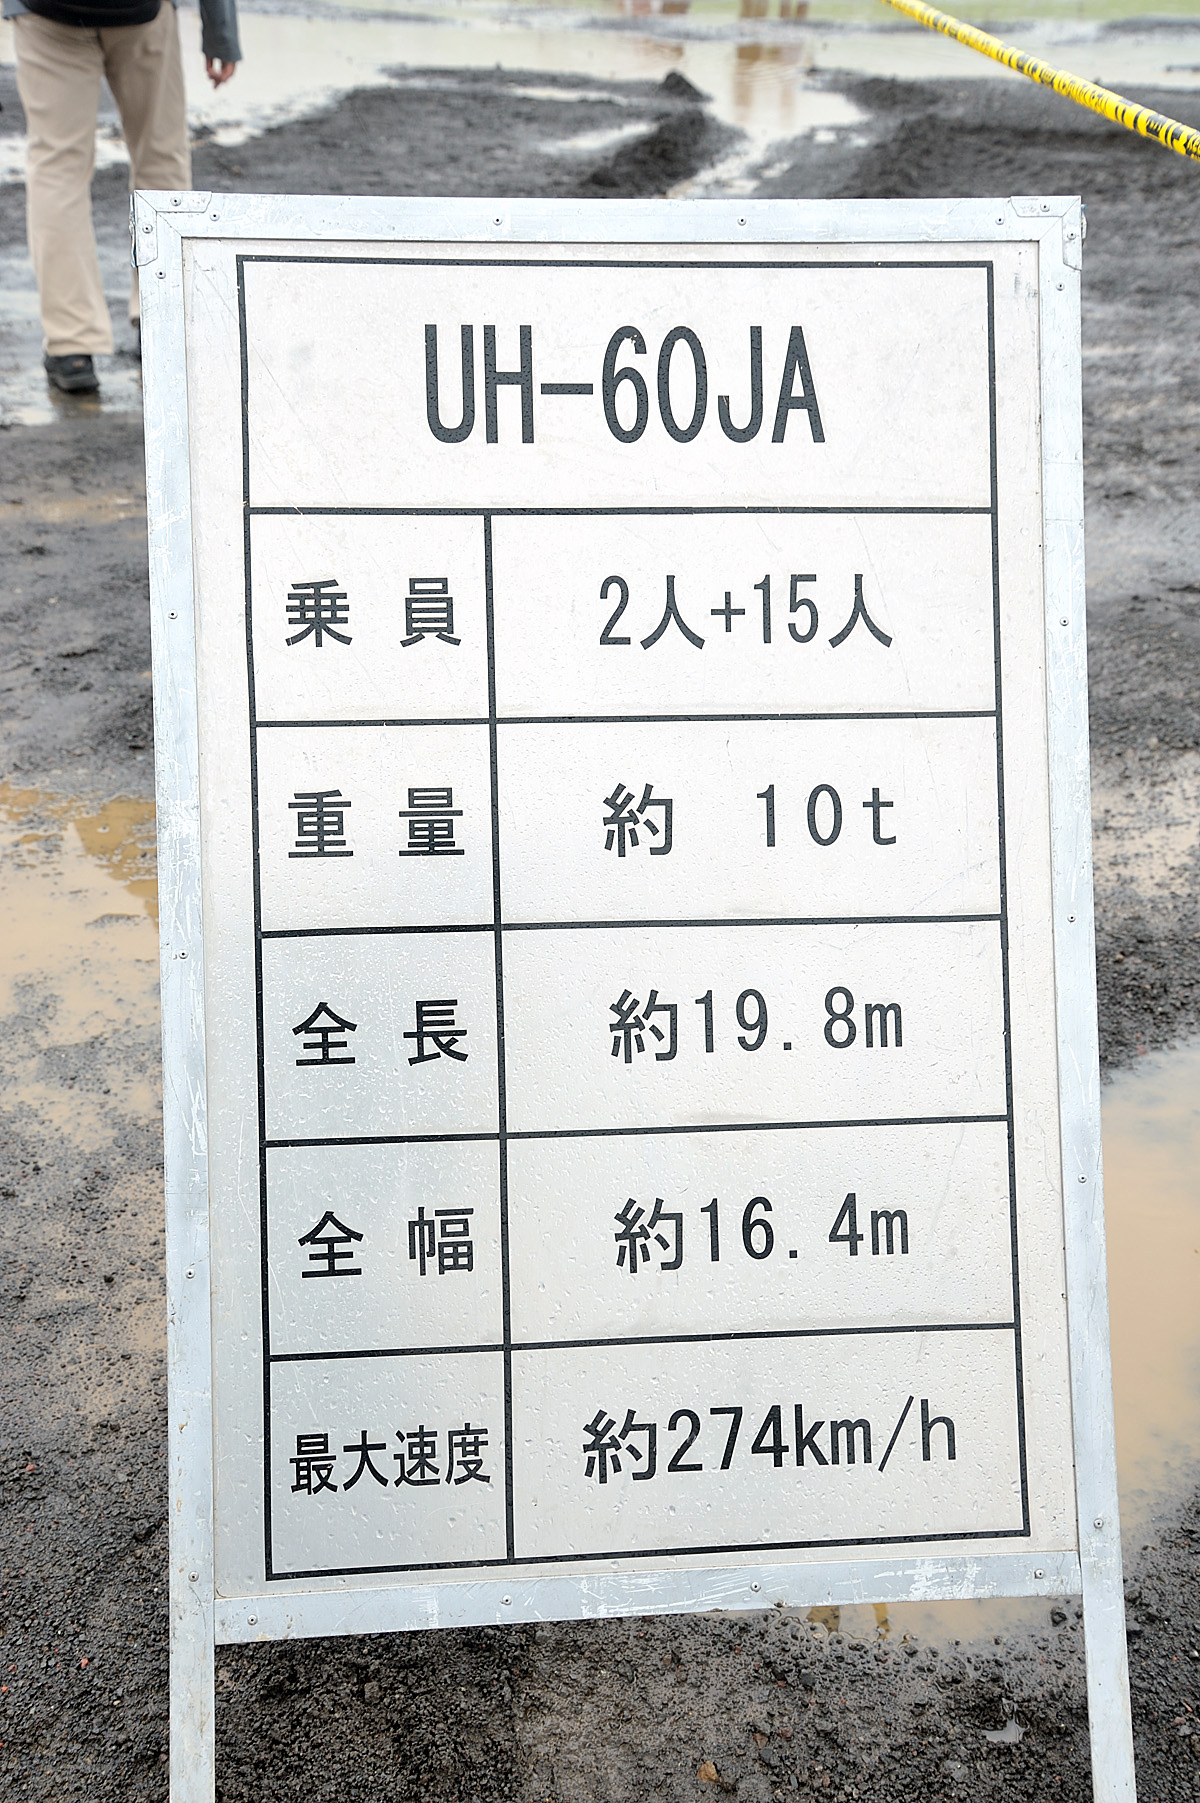 UH-60JA
乗員 2人+15人
重量 約 10t
全長 約19.8m
全幅 約16.4m
最大速度 約274km/h